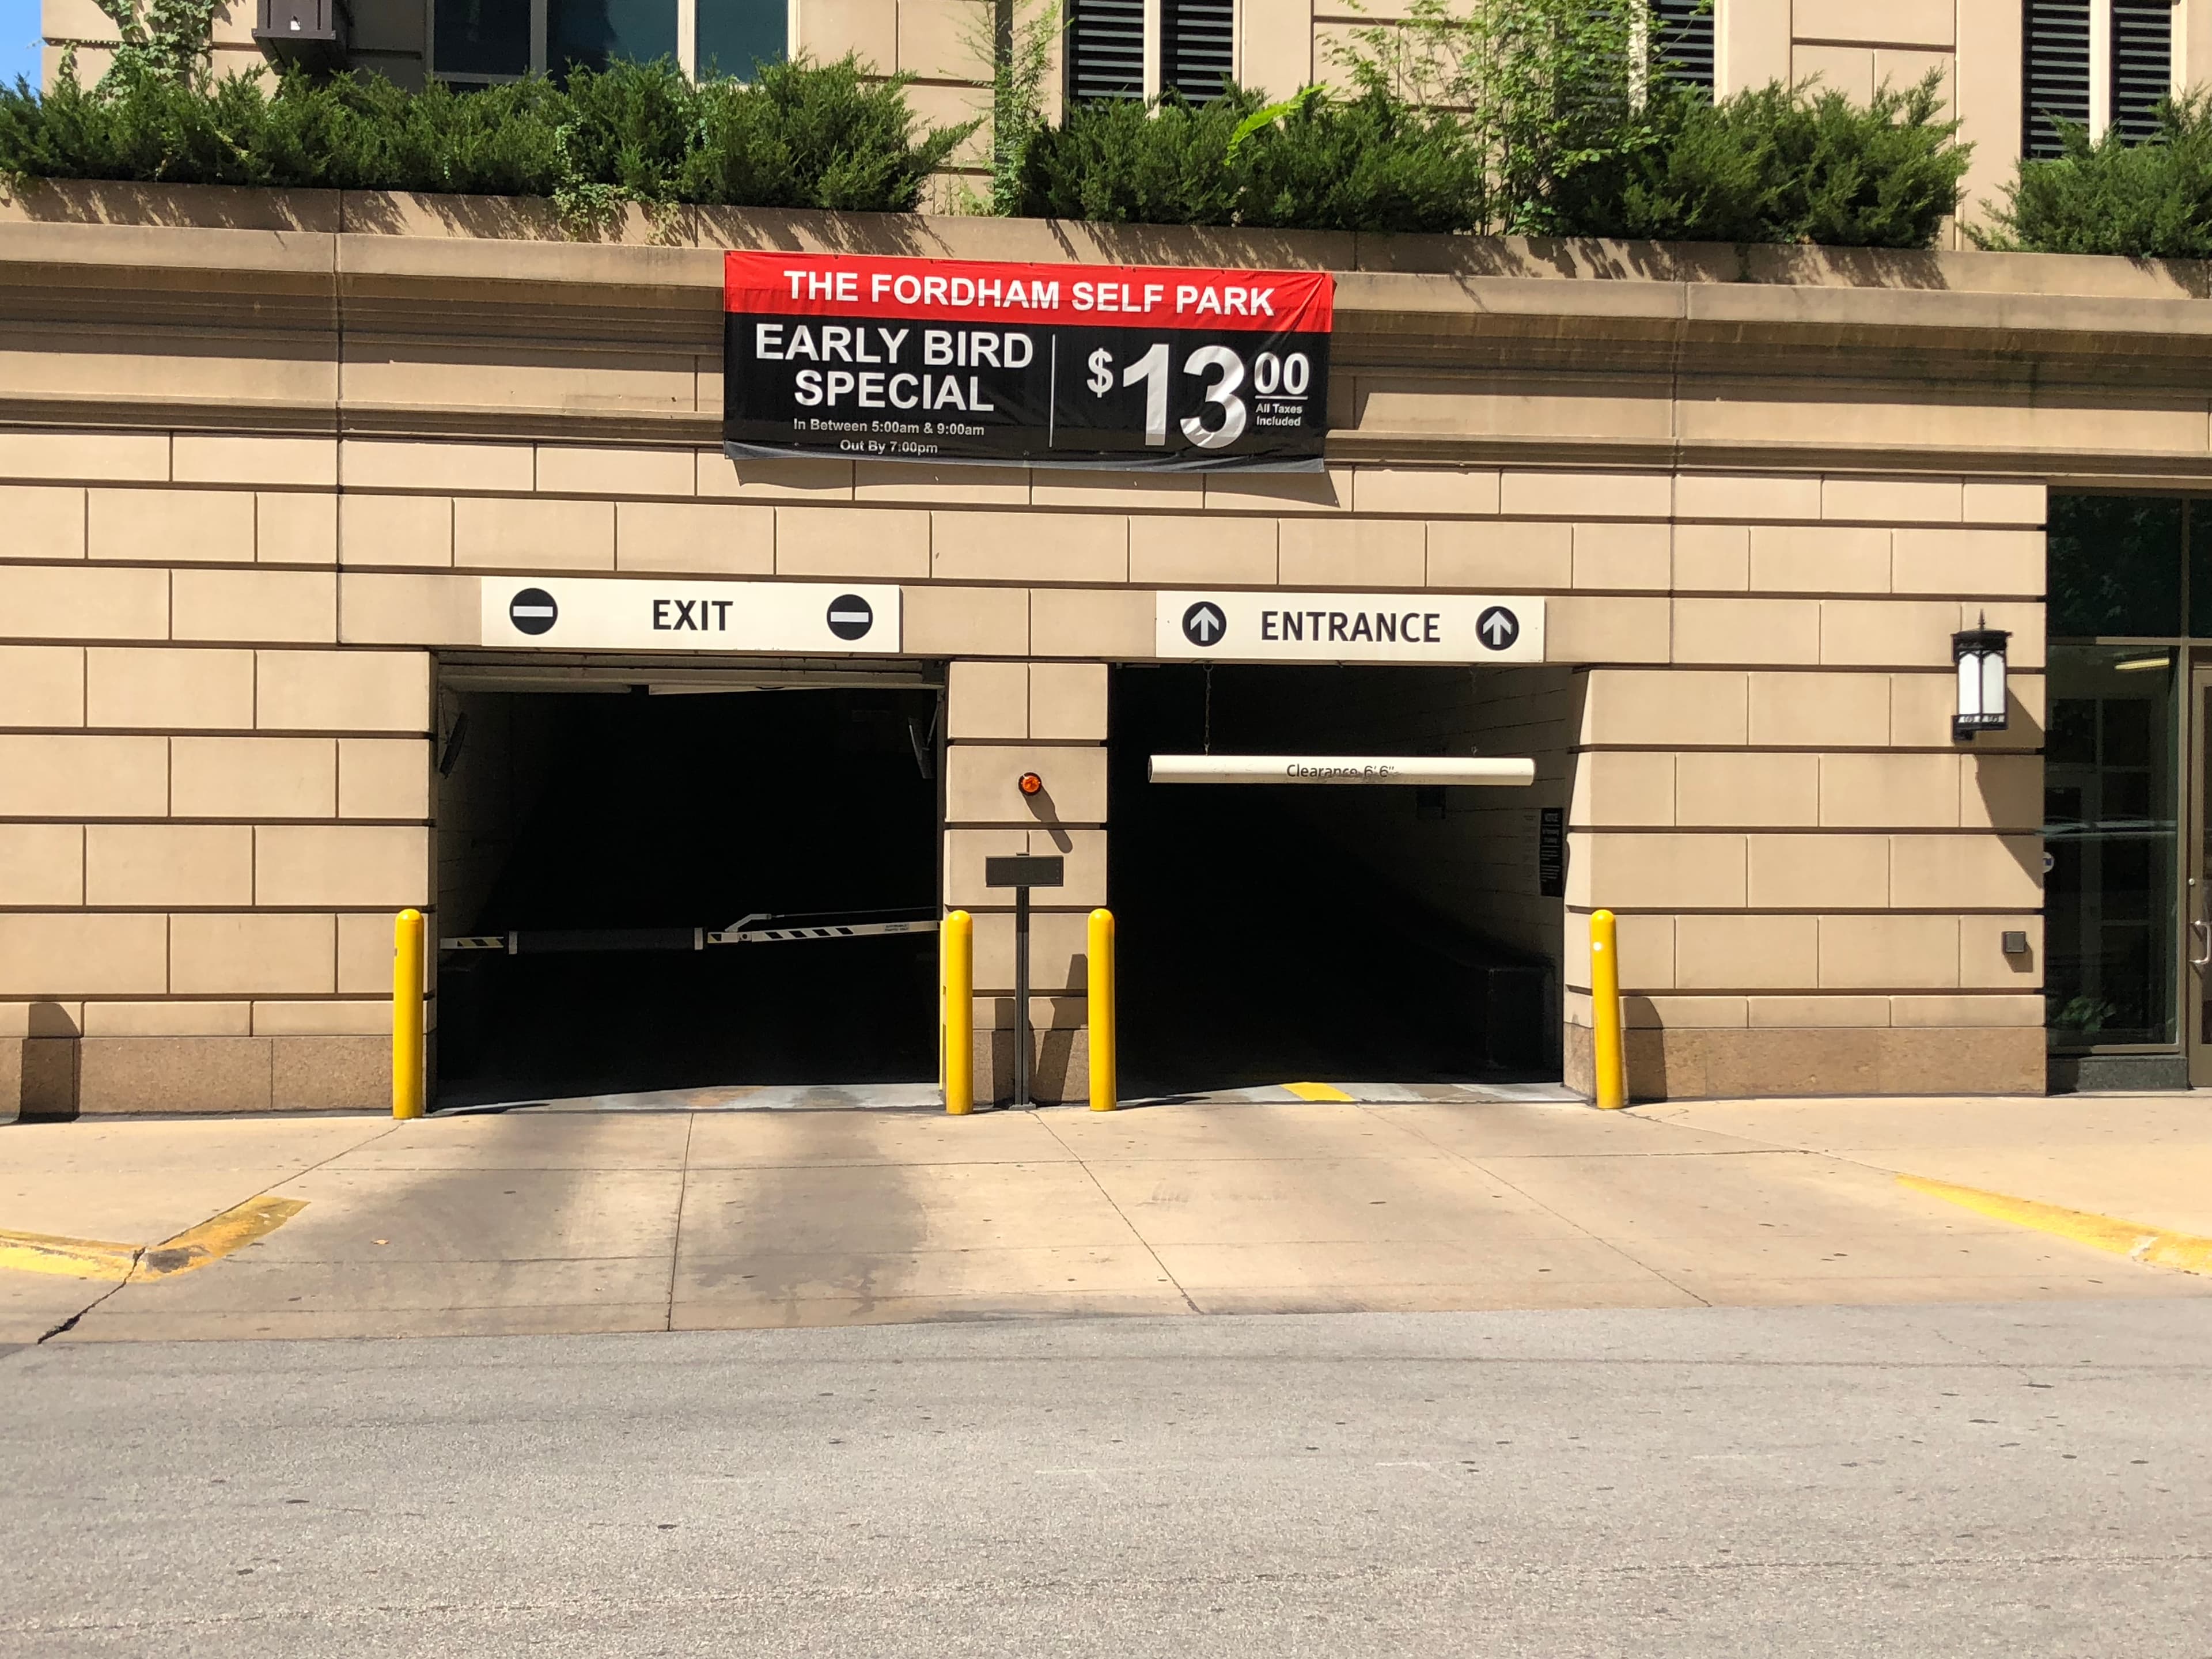 THE FORDHAM SELF PARK
EARLY BIRD
SPECIAL
In Between 5:00am & 9:00am
Out By 7:00pm
$13 00
All Taxes
Included
EXIT
ENTRANCE
Clearance 6' 6"
NOTICE